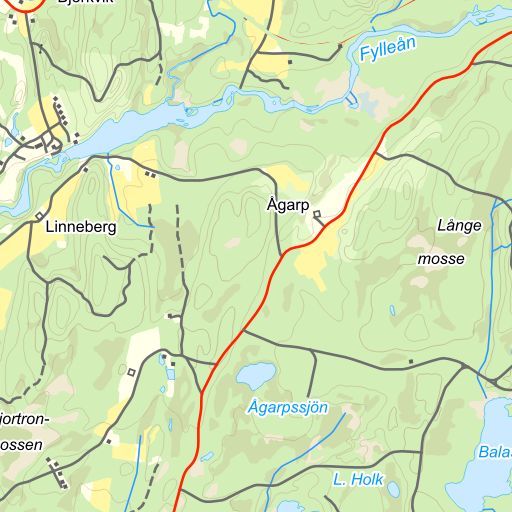 Fylleån
Ågarp
Linneberg
Långe
mosse
Ågarpssjön
L. Holk